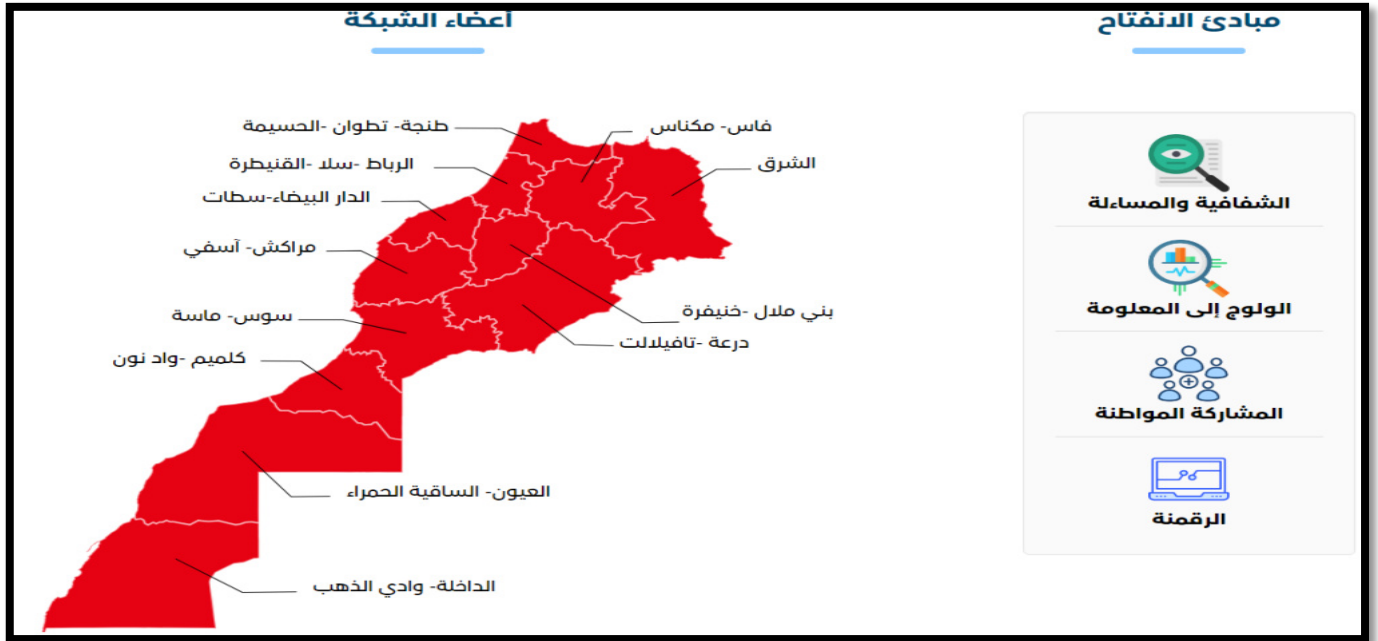 مبادئ الانفتاح
الشفافية والمساءلة
الولوج إلى المعلومة
المشاركة المواطنة
الرقمنة
أعضاء الشبكة
طنجة- تطوان -الحسيمة
فاس- مكناس
الرباط -سلا -القنيطرة
الشرق
الدار البيضاء-سطات
مراكش- آسفي
بني ملال -خنيفرة
سوس- ماسة
درعة -تافيلالت
كلميم -واد نون
العيون- الساقية الحمراء
الداخلة- وادي الذهب